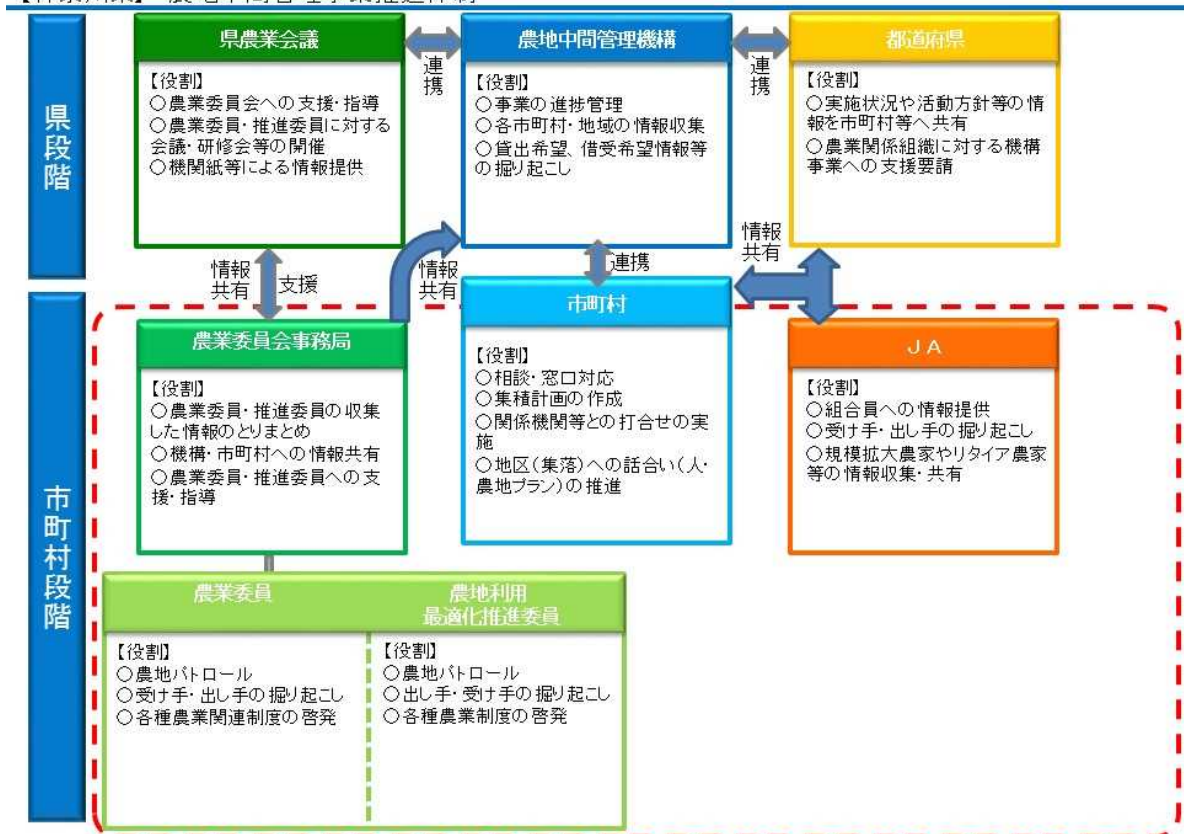 県段階
県農業会議
【役割】
○農業委員会への支援・指導
○農業委員・推進委員に対する
会議・研修会等の開催
○機関紙等による情報提供
連携
農地中間管理機構
【役割】
○事業の進捗管理
○各市町村・地域の情報収集
○貸出希望、借受希望情報等
の掘り起こし
連携
都道府県
【役割】
○実施状況や活動方針等の情
報を市町村等へ共有
○農業関係組織に対する機構
事業への支援要請
情報
共有
支援
情報
共有
連携
情報
共有
市町村段階
農業委員会事務局
【役割】
○農業委員・推進委員の収集
した情報のとりまとめ
○機構・市町村への情報共有
○農業委員・推進委員への支
援・指導
市町村
【役割】
○相談・窓口対応
○集積計画の作成
○関係機関等との打合せの実
施
○地区(集落)への話合い(人・
農地プラン)の推進
ＪＡ
【役割】
○組合員への情報提供
○受け手・出し手の掘り起こし
○規模拡大農家やリタイア農家
等の情報収集・共有
農業委員
【役割】
○農地パトロール
○受け手・出し手の掘り起こし
○各種農業関連制度の啓発
農地利用
最適化推進委員
【役割】
○農地パトロール
○出し手・受け手の掘り起こし
○各種農業制度の啓発